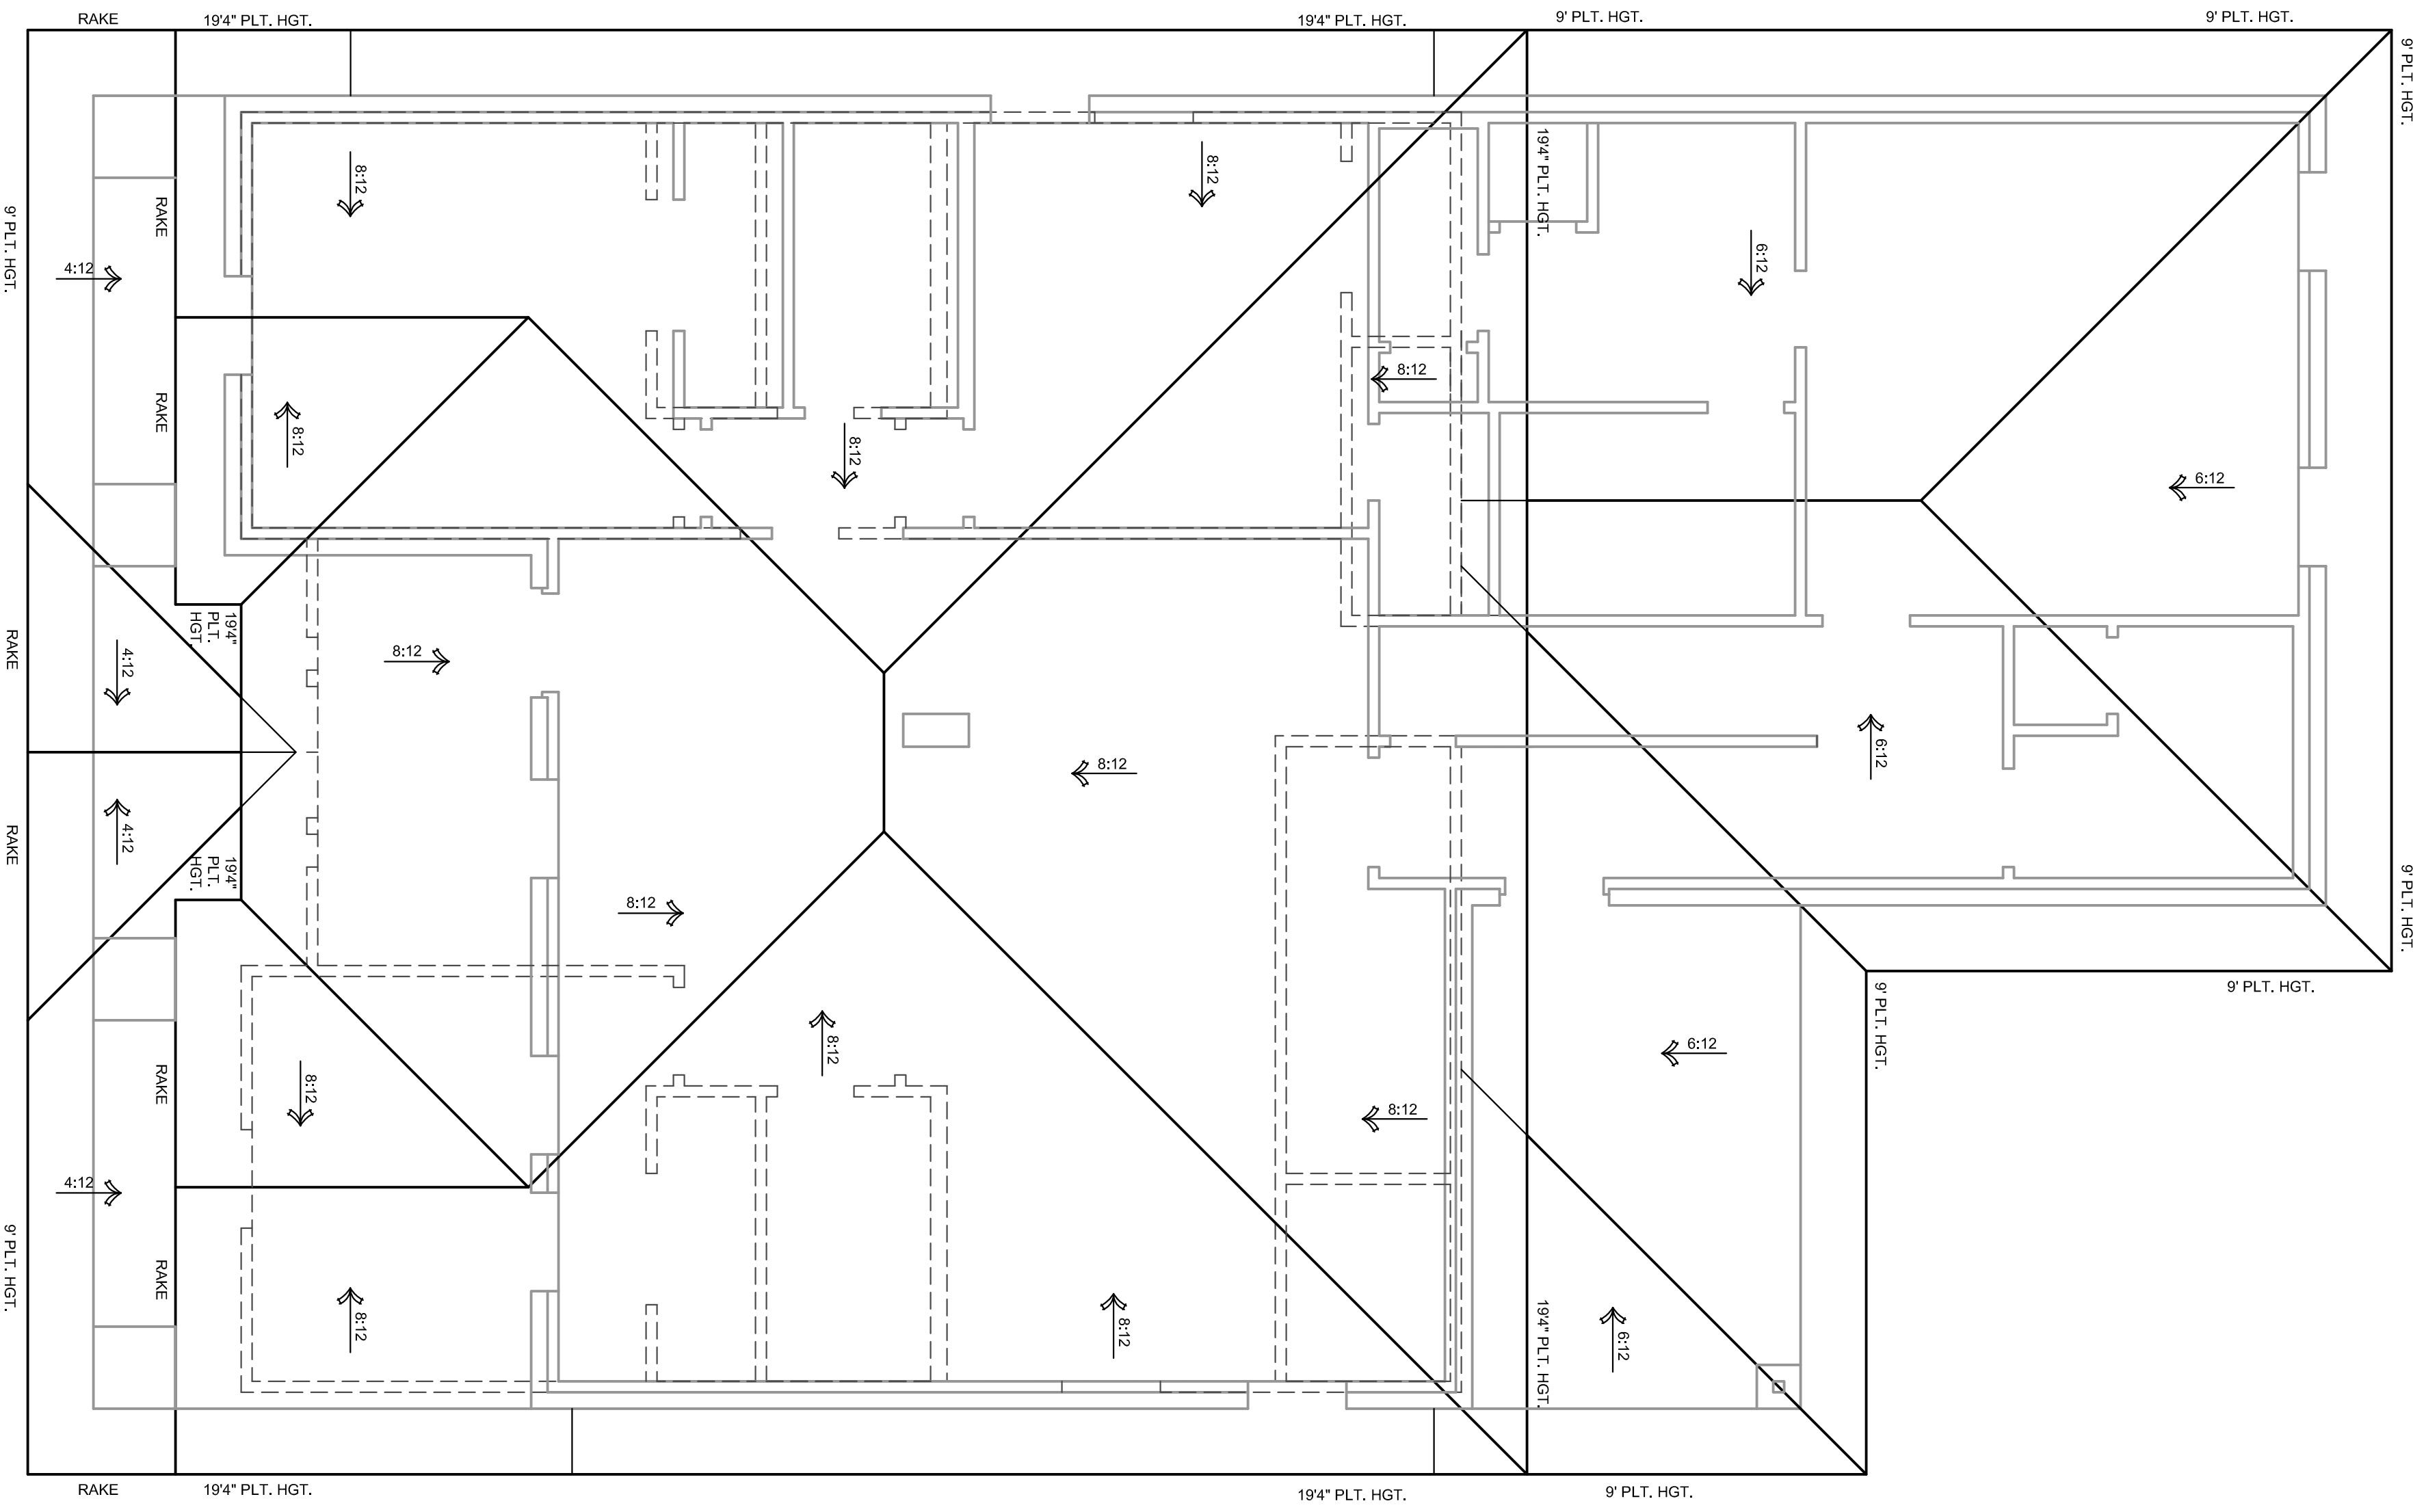 RAKE
19'4" PLT. HGT.
19'4" PLT. HGT.
9' PLT. HGT.
9' PLT. HGT.
9' PLT. HGT.
19'4" PLT. HGT.
8:12
8:12
RAKE
9' PLT. HGT.
6:12
4:12
8:12
RAKE
8:12
8:12
6:12
19'4"
PLT.
HGT.
RAKE
4:12
8:12
6:12
8:12
RAKE
4:12
19'4"
PLT.
HGT.
8:12
9' PLT. HGT.
9' PLT. HGT.
9' PLT. HGT.
8:12
6:12
RAKE
8:12
8:12
4:12
9' PLT. HGT.
RAKE
8:12
8:12
19'4" PLT. HGT.
6:12
RAKE
19'4" PLT. HGT.
19'4" PLT. HGT.
9' PLT. HGT.